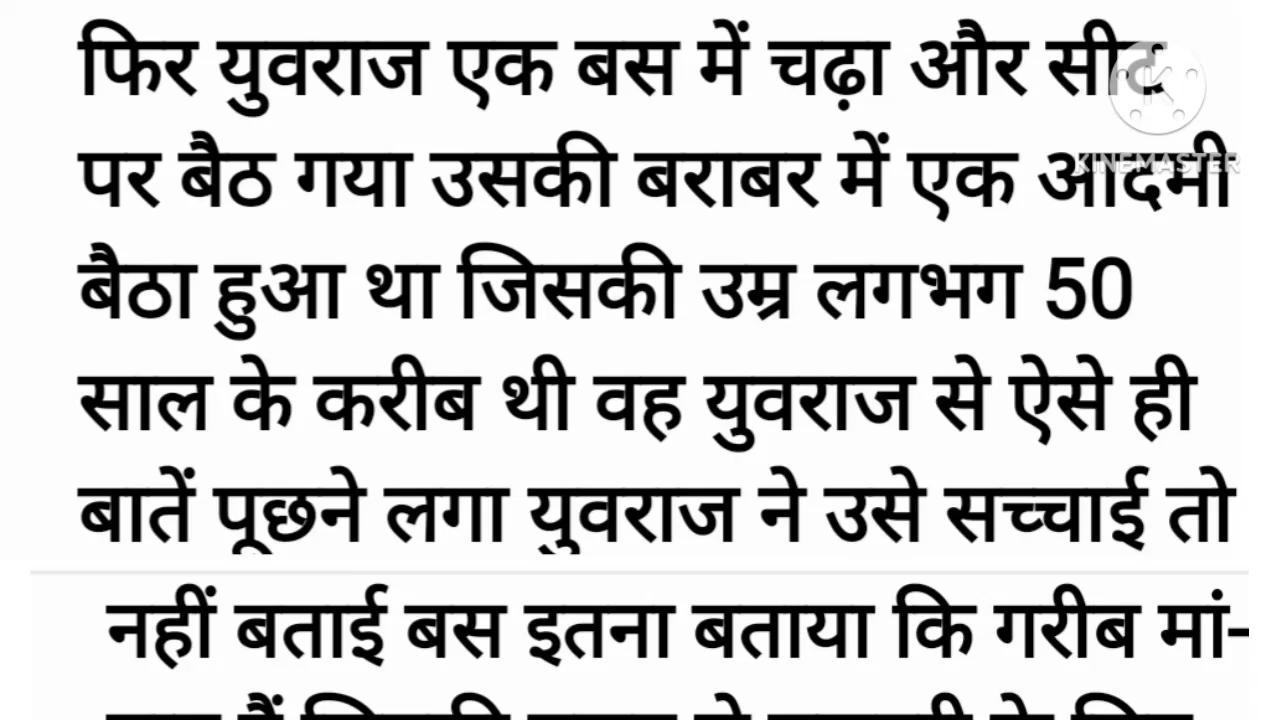 फिर युवराज एक बस में चढ़ा और सीट
पर बैठ गया उसकी बराबर में एक आदमी
बैठा हुआ था जिसकी उम्र लगभग 50
साल के करीब थी वह युवराज से ऐसे ही
बातें पूछने लगा युवराज ने उसे सच्चाई तो
नहीं बताई बस इतना बताया कि गरीब मां-
KINEMASTER